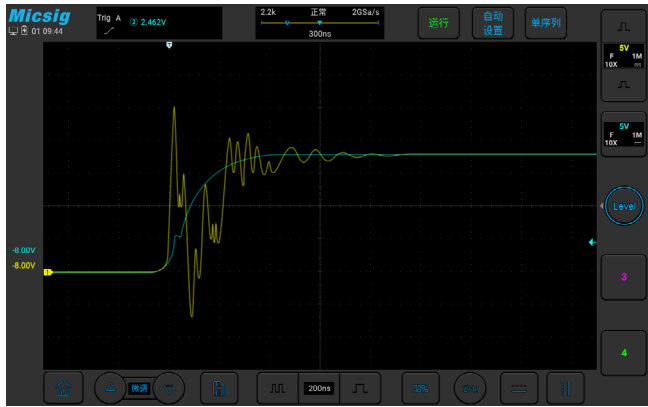 Micsig
01 09:44
Trig A ② 2.462V
2.2k 正常 2GSa/s
300ns
运行
自动
设置
单序列
5V
F 1M
10X
5V
F 1M
10X
Level
-8.00V
-8.00V
1
3
4
微调
200ns
50%